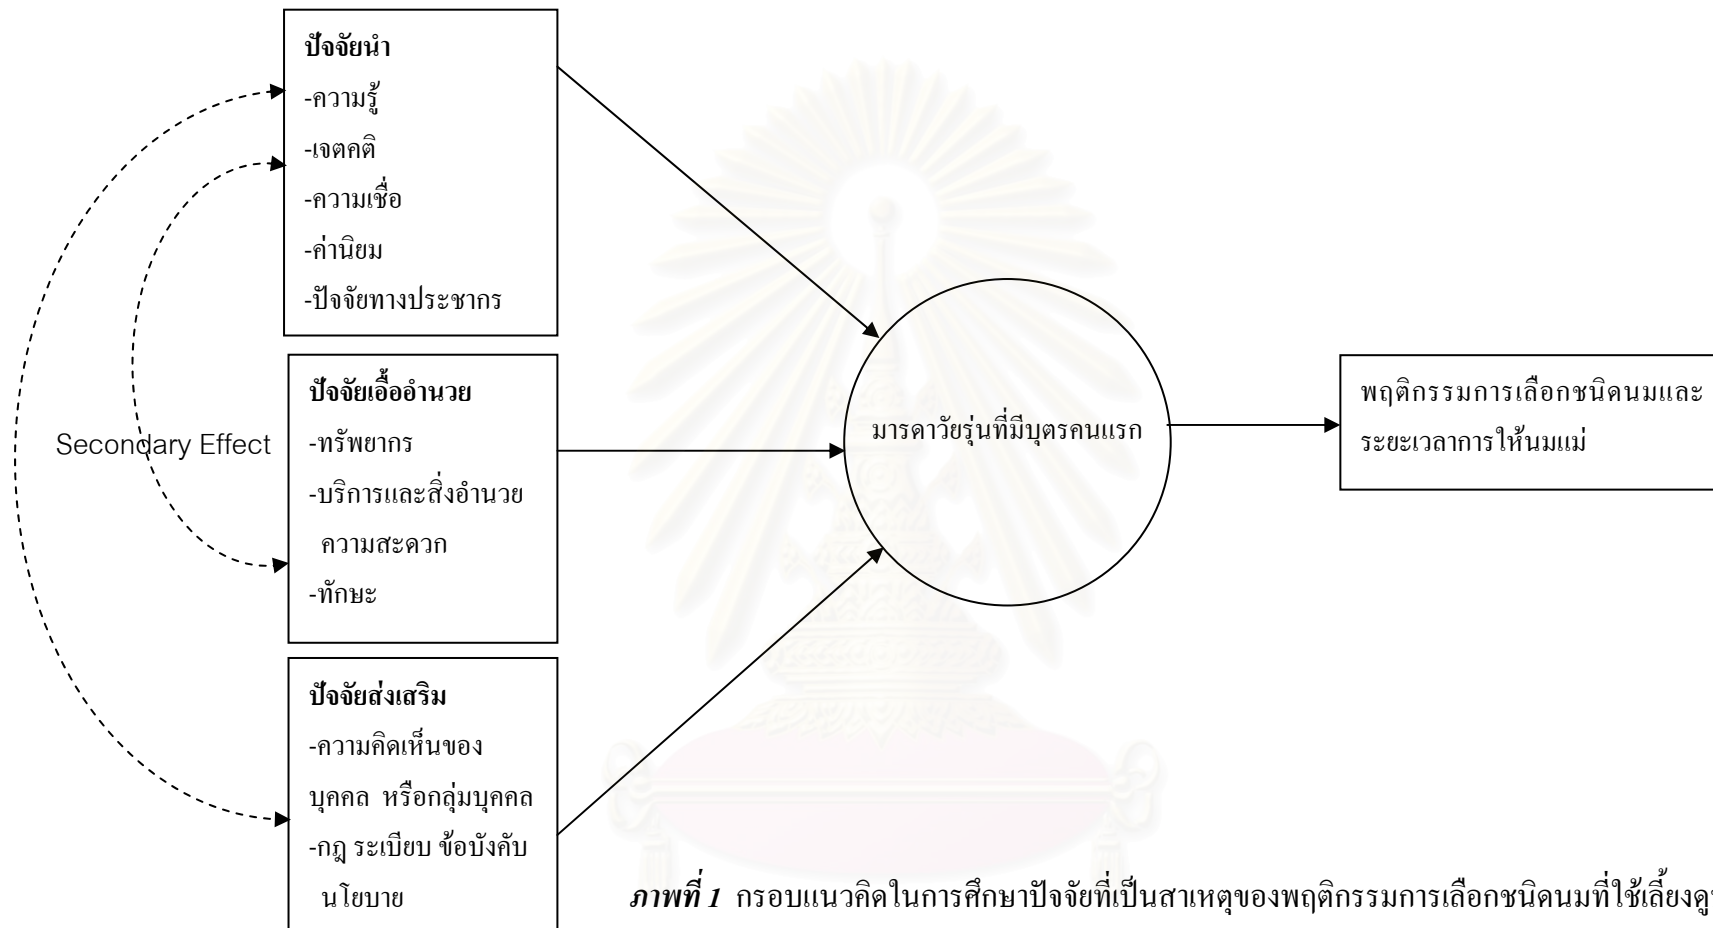 ปัจจัยนำ
-ความรู้
-เจตคติ
-ความเชื่อ
-ค่านิยม
-ปัจจัยทางประชากร
ปัจจัยเอื้ออำนวย
-ทรัพยากร
-บริการและสิ่งอำนวย
ความสะดวก
-ทักษะ
Secondary Effect
ปัจจัยส่งเสริม
-ความคิดเห็นของ
บุคคล หรือกลุ่มบุคคล
-กฎ ระเบียบ ข้อบังคับ
นโยบาย
มารดาวัยรุ่นที่มีบุตรคนแรก
พฤติกรรมการเลือกชนิดนมและ
ระยะเวลาการให้นมแม่
ภาพที่ 1 กรอบแนวคิดในการศึกษาปัจจัยที่เป็นสาเหตุของพฤติกรรมการเลือกชนิดนมที่ใช้เลี้ยงดู